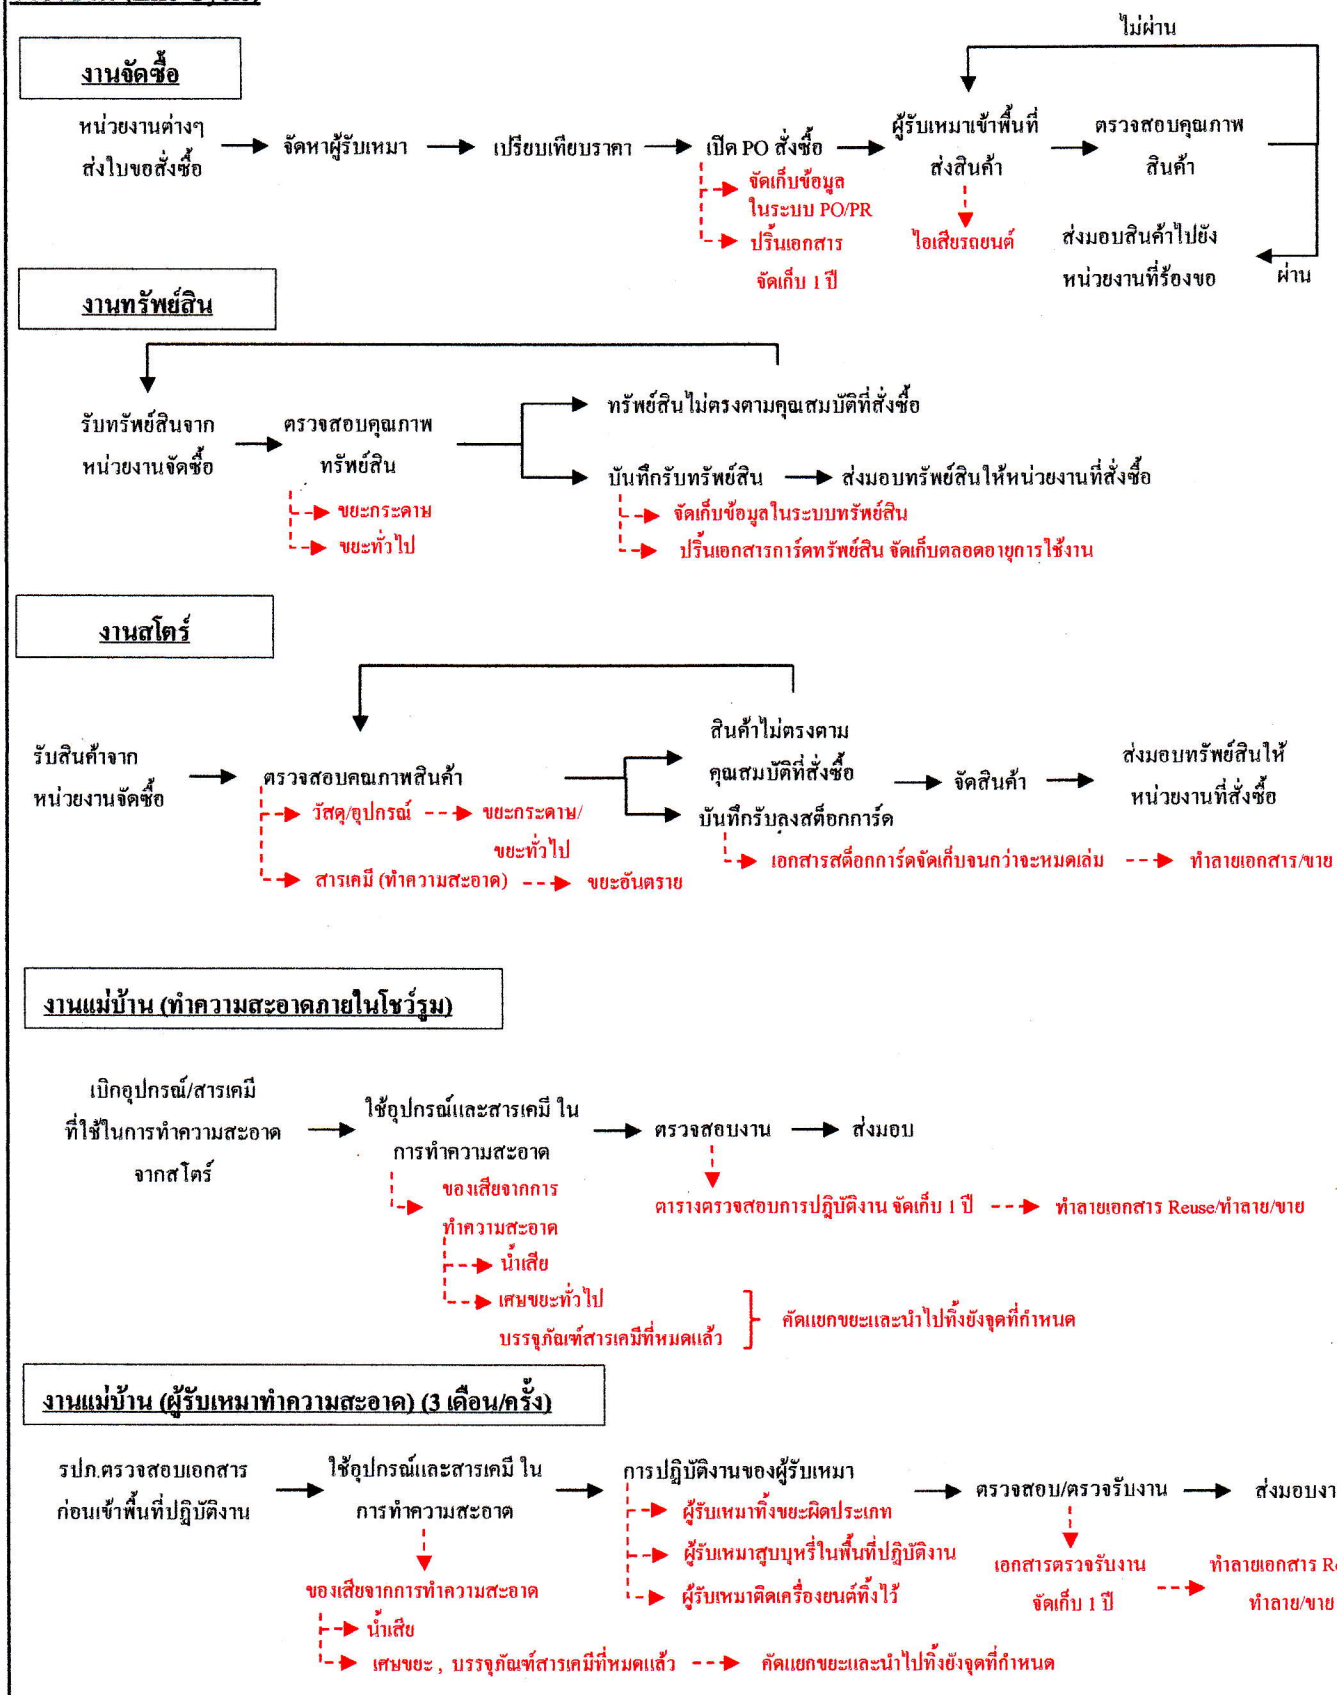 งานจัดซื้อ
ไม่ผ่าน
หน่วยงานต่างๆ
ส่งใบขอสั่งซื้อ
จัดหาผู้รับเหมา
เปรียบเทียบราคา
เปิด PO สั่งซื้อ
ผู้รับเหมาเข้าพื้นที่
ส่งสินค้า
ตรวจสอบคุณภาพ
สินค้า
จัดเก็บข้อมูล
ในระบบ PO/PR
ปริ้นเอกสาร
จัดเก็บ 1 ปี
ไอเสียรถยนต์
ส่งมอบสินค้าไปยัง
หน่วยงานที่ร้องขอ
ผ่าน
งานทรัพย์สิน
รับทรัพย์สินจาก
หน่วยงานจัดซื้อ
ตรวจสอบคุณภาพ
ทรัพย์สิน
ขยะกระดาษ
ขยะทั่วไป
ทรัพย์สินไม่ตรงตามคุณสมบัติที่สั่งซื้อ
บันทึกรับทรัพย์สิน
ส่งมอบทรัพย์สินให้หน่วยงานที่สั่งซื้อ
จัดเก็บข้อมูลในระบบทรัพย์สิน
ปริ้นเอกสารการ์ดทรัพย์สิน จัดเก็บตลอดอายุการใช้งาน
งานสโตร์
รับสินค้าจาก
หน่วยงานจัดซื้อ
ตรวจสอบคุณภาพสินค้า
วัสดุ/อุปกรณ์
ขยะกระดาษ/
ขยะทั่วไป
สารเคมี (ทำความสะอาด)
ขยะอันตราย
สินค้าไม่ตรงตาม
คุณสมบัติที่สั่งซื้อ
บันทึกรับลงสต็อกการ์ด
จัดสินค้า
ส่งมอบทรัพย์สินให้
หน่วยงานที่สั่งซื้อ
เอกสารสต็อกการ์ดจัดเก็บจนกว่าจะหมดเล่ม
ทำลายเอกสาร/ขาย
งานแม่บ้าน (ทำความสะอาดภายในโชว์รูม)
เบิกอุปกรณ์/สารเคมี
ที่ใช้ในการทำความสะอาด
จากสโตร์
ใช้อุปกรณ์และสารเคมี ใน
การทำความสะอาด
ตรวจสอบงาน
ส่งมอบ
ของเสียจากการ
ทำความสะอาด
น้ำเสีย
เศษขยะทั่วไป
บรรจุภัณฑ์สารเคมีที่หมดแล้ว
คัดแยกขยะและนำไปทิ้งยังจุดที่กำหนด
ตารางตรวจสอบการปฎิบัติงาน จัดเก็บ 1 ปี
ทำลายเอกสาร Reuse/ทำลาย/ขาย
งานแม่บ้าน (ผู้รับเหมาทำความสะอาด) (3 เดือน/ครั้ง)
รปภ.ตรวจสอบเอกสาร
ก่อนเข้าพื้นที่ปฎิบัติงาน
ใช้อุปกรณ์และสารเคมี ใน
การทำความสะอาด
การปฎิบัติงานของผู้รับเหมา
ผู้รับเหมาทิ้งขยะผิดประเภท
ผู้รับเหมาสูบบุหรี่ในพื้นที่ปฎิบัติงาน
ผู้รับเหมาติดเครื่องยนต์ทิ้งไว้
ตรวจสอบ/ตรวจรับงาน
ส่งมอบงา
เอกสารตรวจรับงาน
จัดเก็บ 1 ปี
ทำลายเอกสาร
ทำลาย/ขาย
ของเสียจากการทำความสะอาด
น้ำเสีย
เศษขยะ , บรรจุภัณฑ์สารเคมีที่หมดแล้ว
คัดแยกขยะและนำไปทิ้งยังจุดที่กำหนด